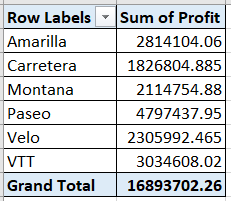 Row Labels Sum of Profit
Amarilla 2814104.06
Carretera 1826804.885
Montana 2114754.88
Paseo 4797437.95
Velo 2305992.465
VTT 3034608.02
Grand Total 16893702.26